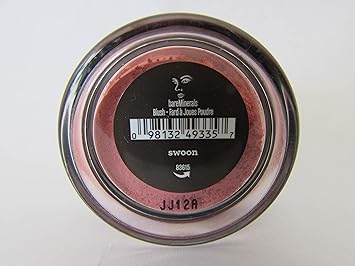 bareMinerals
Blush - Fard à Joues Poudre
0 98132 49335 7
swoon
83615
JJ12A